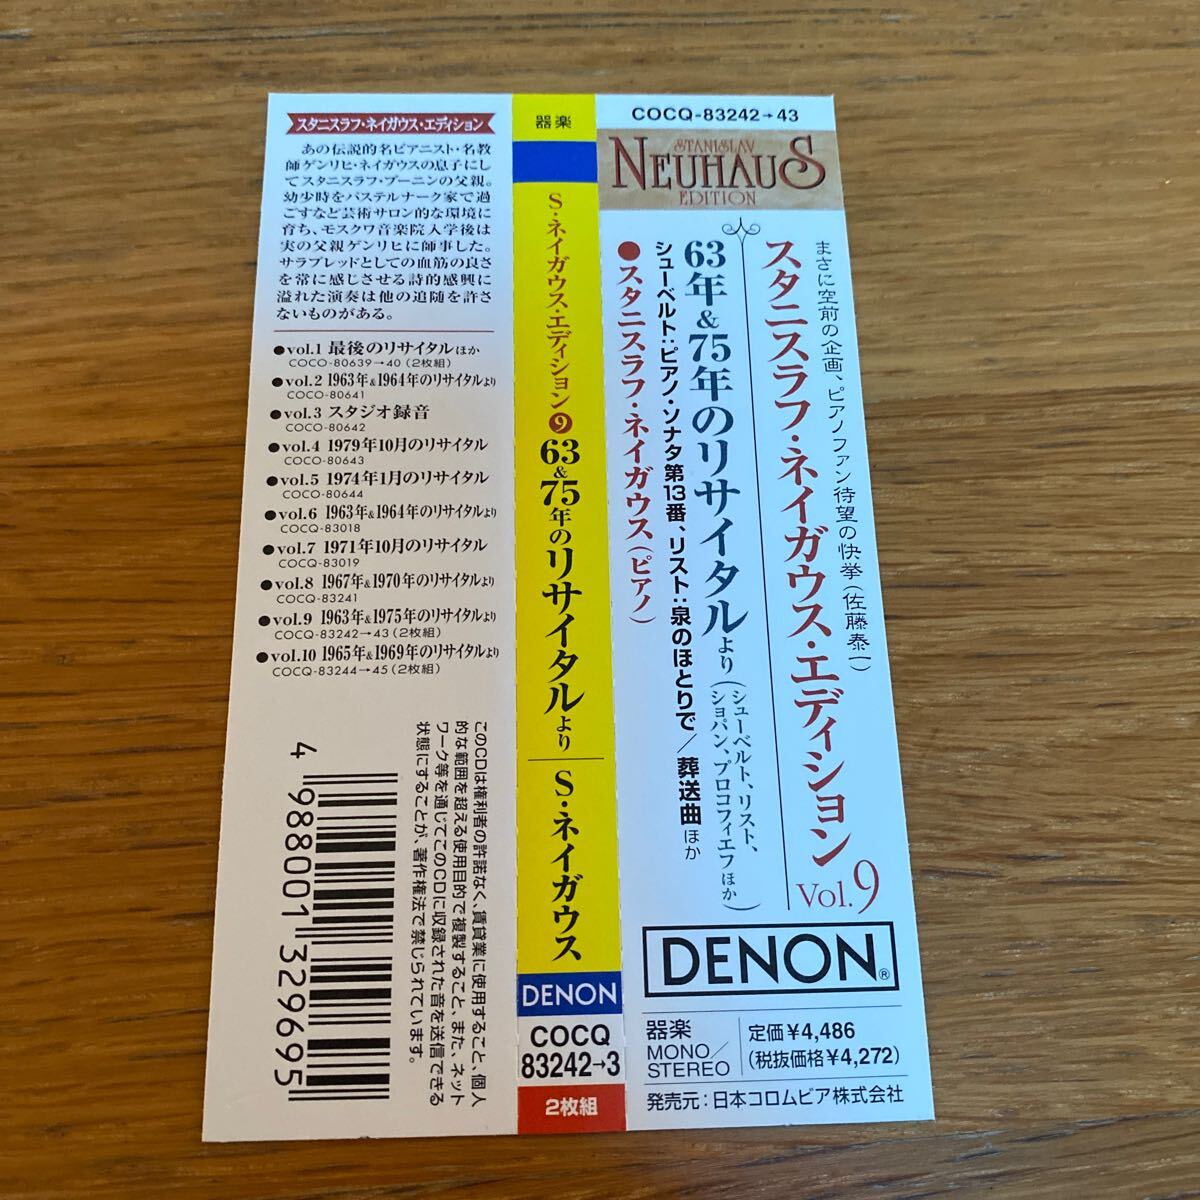 スタニスラフ・ネイガウス・エディション
あの伝説的名ピアニスト・名教
師ゲンリヒ・ネイガウスの息子にし
てスタニスラフ・ブーニンの父親。
幼少時をパステルナーク家で過
ごすなど芸術サロン的な環境に
育ち、モスクワ音楽院入学後は
実の父親ゲンリヒに師事した。
サラブレッドとしての血筋の良さ
を常に感じさせる詩的感興に
溢れた演奏は他の追随を許さ
ないものがある。
●vol.1 最後のリサイタルほか
COCO-80639→40(2枚組)
●vol.2 1963年&1964年のリサイタルより
COCO-80641
●vol.3 スタジオ録音
COCO-80642
●vol.4 1979年10月のリサイタル
COCO-80643
●vol.5 1974年1月のリサイタル
COCO-80644
●vol.6 1963年&1964年のリサイタルより
COCQ-83018
●vol.7 1971年10月のリサイタル
COCQ-83019
●vol.8 1967年&1970年のリサイタルより
COCQ-83241
●vol.9 1963年&1975年のリサイタルより
COCQ-83242→43(2枚組)
●vol.10 1965年&1969年のリサイタルより
COCQ-83244→45(2枚組)
このCDは権利者の許諾なく、賃貸業に使用すること、個人
的な範囲を超える使用目的で複製すること、また、ネット
ワーク等を通じてこのCDに収録された音を送信できる
状態にすることが、著作権法で禁じられています。
4 988001 329695
器楽
S・ネイガウス・エディション⑨ 63&75年のリサイタルより
S・ネイガウス
DENON
COCQ
83242→3
2枚組
COCQ-83242→43
STANISLAV
NEUHAUS
EDITION
まさに空前の企画、ピアノファン待望の快挙(佐藤泰一)
スタニスラフ・ネイガウス・エディション Vol.9
63年&75年のリサイタルより(シューベルト、リスト、
ショパン、プロコフィエフほか)
シューベルト:ピアノ・ソナタ第13番、リスト:泉のほとりで/葬送曲 ほか
●スタニスラフ・ネイガウス(ピアノ)
DENON®
器楽
MONO/
STEREO
定価¥4,486
(税抜価格¥4,272)
発売元:日本コロムビア株式会社